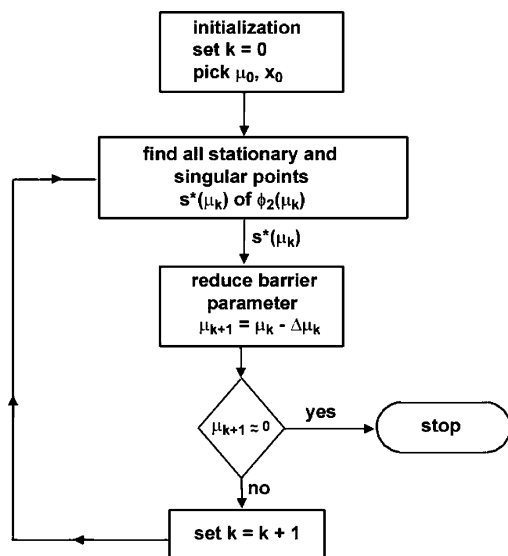 initialization
set k = 0
pick μ₀, x₀
find all stationary and
singular points
s*(μₖ) of ϕ₂(μₖ)
s*(μₖ)
reduce barrier
parameter
μₖ₊₁ = μₖ - Δμₖ
μₖ₊₁ ≈ 0
yes
stop
no
set k = k + 1